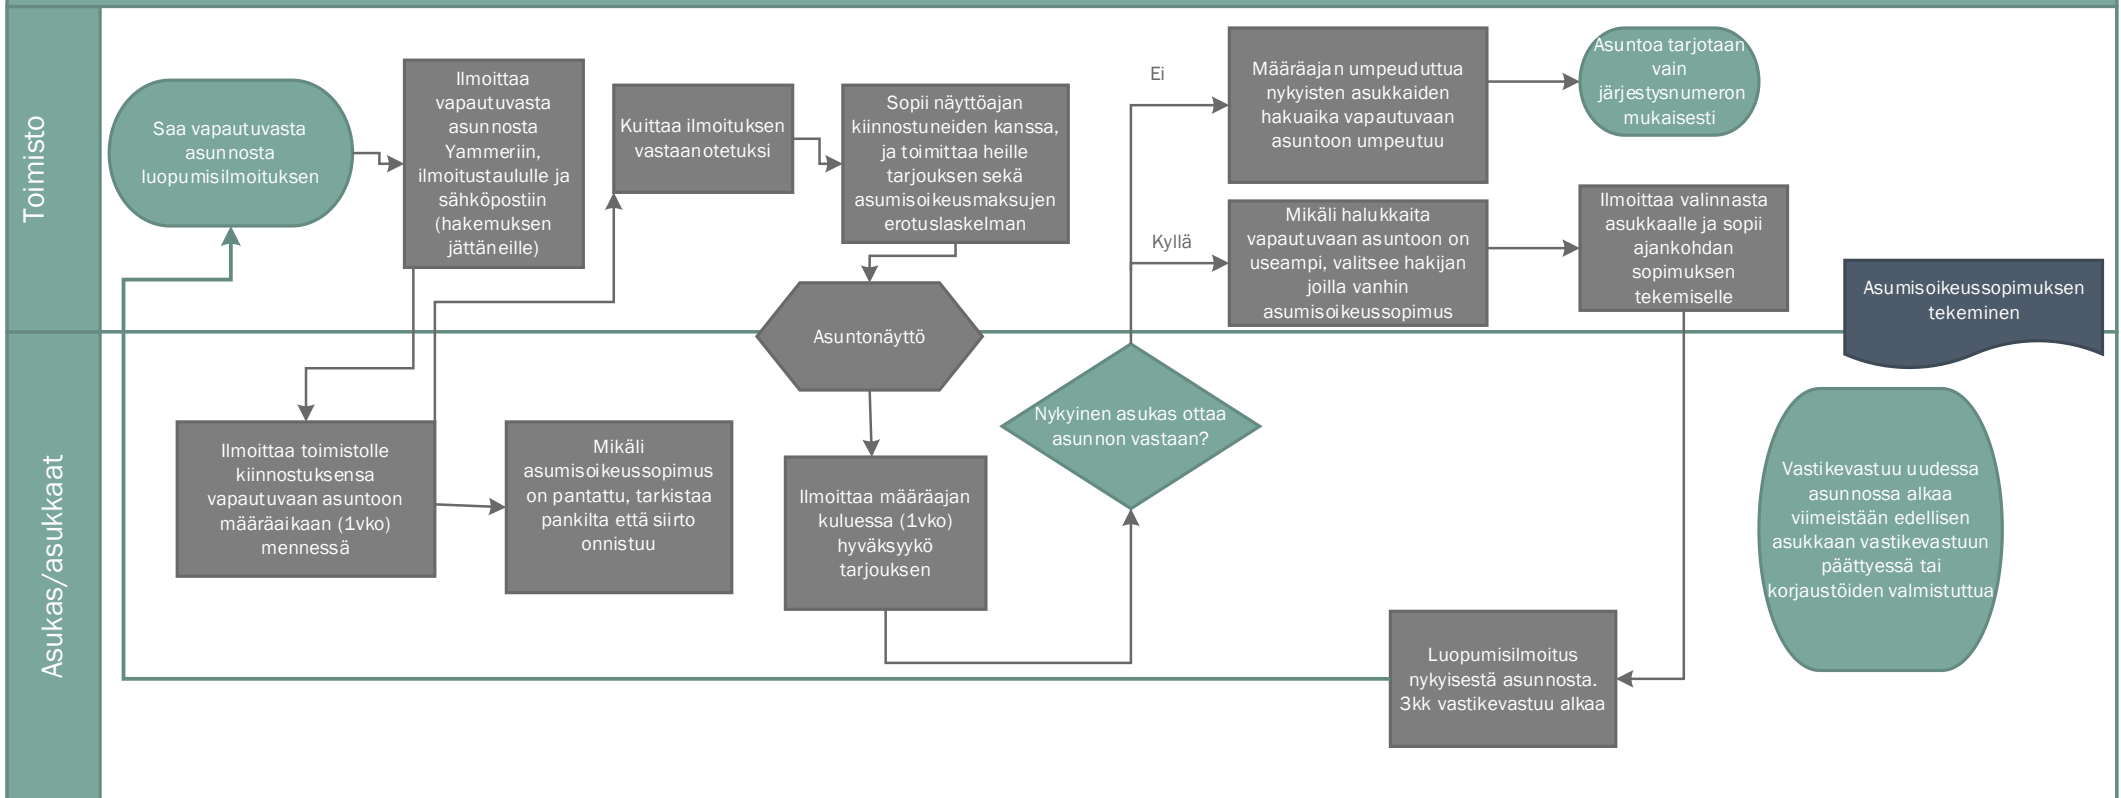 Toimisto
Saa vapautuvasta
asunnosta
luopumisilmoituksen
Ilmoittaa
vapautuvasta
asunnosta
Yammeriin,
ilmoitustaululle ja
sähköpostiin
(hakemuksen
jättäneille)
Kuittaa ilmoituksen
vastaanotetuksi
Sopii näyttöajan
kiinnostuneiden kanssa,
ja toimittaa heille
tarjouksen sekä
asumisoikeusmaksujen
erotuslaskelman
Asuntonäyttö
Ei
Määräajan umpeuduttua
nykyisten asukkaiden
hakuaika vapautuvaan
asuntoon umpeutuu
Asuntoa tarjotaan
vain
järjestysnumeron
mukaisesti
Kyllä
Mikäli halukkaita
vapautuvaan asuntoon on
useampi, valitsee hakijan
joilla vanhin
asumisoikeussopimus
Ilmoittaa valinnasta
asukkaalle ja sopii
ajankohdan
sopimuksen
tekemiselle
Asumisoikeussopimuksen
tekeminen
Asukas/asukkaat
Ilmoittaa toimistolle
kiinnostuksensa
vapautuvaan asuntoon
määräaikaan (1vko)
mennessä
Mikäli
asumisoikeussopimus
on pantattu, tarkistaa
pankilta että siirto
onnistuu
Ilmoittaa määräajan
kuluessa (1vko)
hyväksyykö
tarjouksen
Nykyinen asukas ottaa
asunnon vastaan?
Luopumisilmoitus
nykyisestä asunnosta.
3kk vastikevastuu alkaa
Vastikevastuu uudessa
asunnossa alkaa
viimeistään edellisen
asukkaan vastikevastuun
päättyessä tai
korjaustöiden valmistuttua